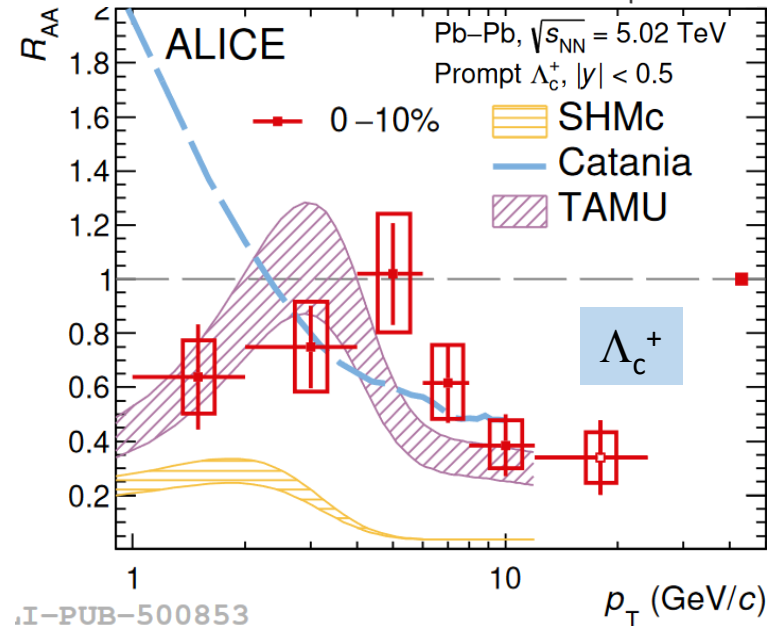 R_AA
2
1.8
1.6
1.4
1.2
1
0.8
0.6
0.4
0.2
ALICE
Pb–Pb, √s_NN = 5.02 TeV
Prompt Λ_c^+, |y| < 0.5
0–10%
SHMc
Catania
TAMU
Λ_c^+
1 10
p_T (GeV/c)
I-PUB-500853